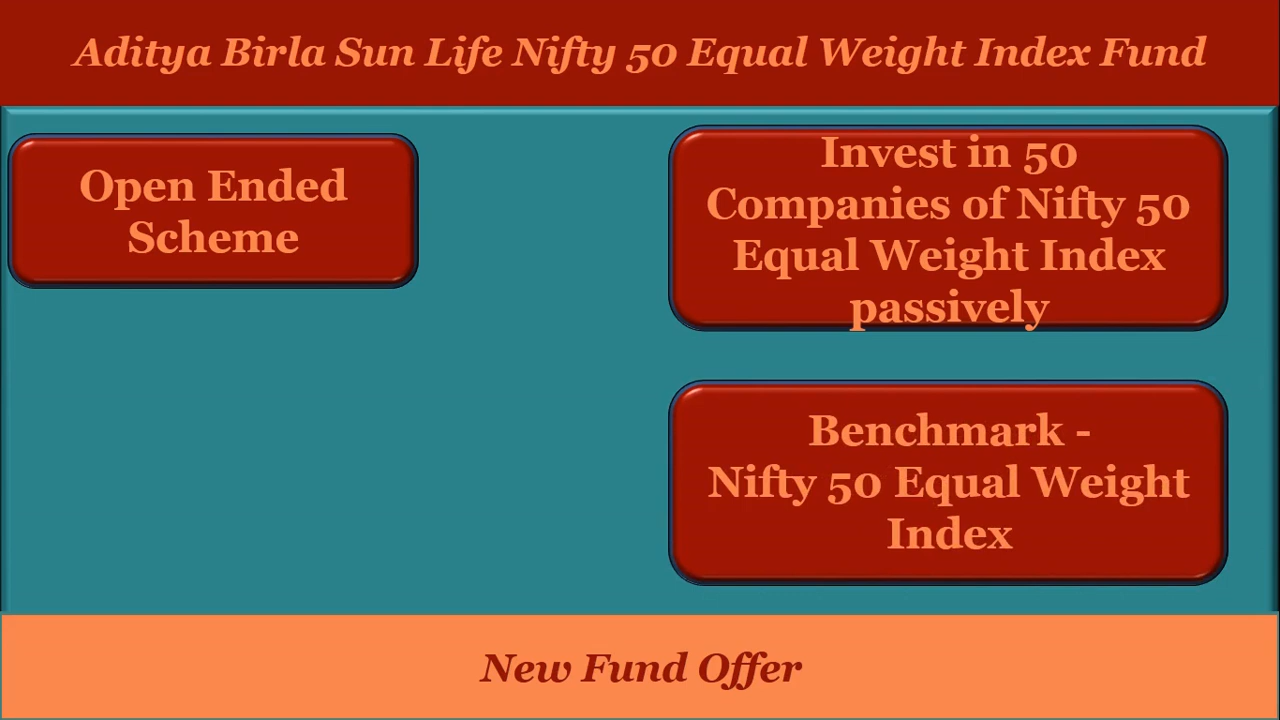 Aditya Birla Sun Life Nifty 50 Equal Weight Index Fund
Open Ended
Scheme
Invest in 50
Companies of Nifty 50
Equal Weight Index
passively
Benchmark -
Nifty 50 Equal Weight
Index
New Fund Offer